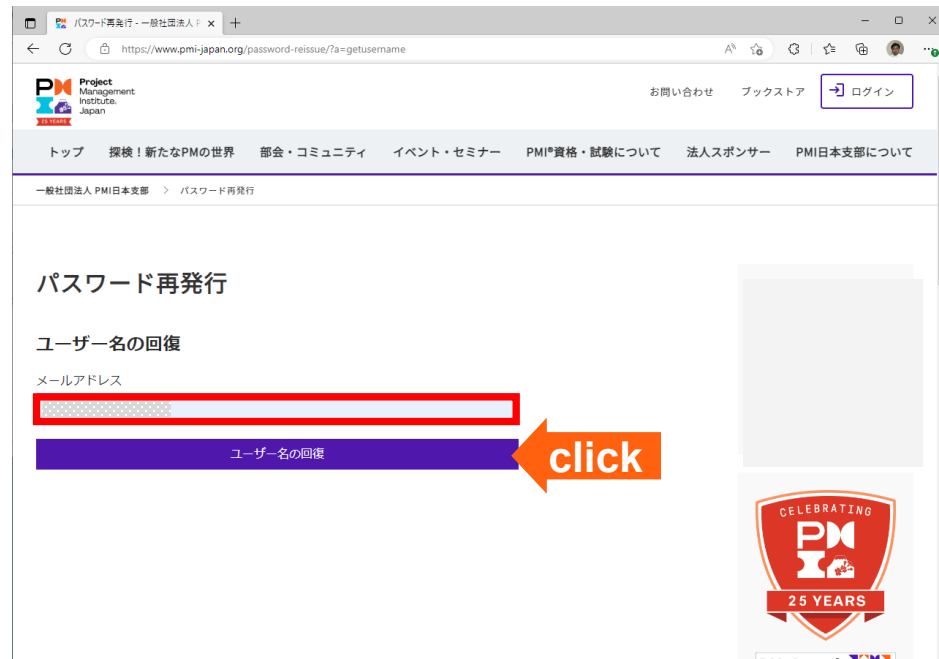 パスワード再発行 - 一般社団法人 P
https://www.pmi-japan.org/password-reissue/?a=getusername
Project
Management
Institute.
Japan
25 YEARS
お問い合わせ
ブックストア
ログイン
トップ
探検！新たなPMの世界
部会・コミュニティ
イベント・セミナー
PMI®資格・試験について
法人スポンサー
PMI日本支部について
一般社団法人 PMI日本支部 > パスワード再発行
パスワード再発行
ユーザー名の回復
メールアドレス
ユーザー名の回復
click
CELEBRATING
PMI
25 YEARS